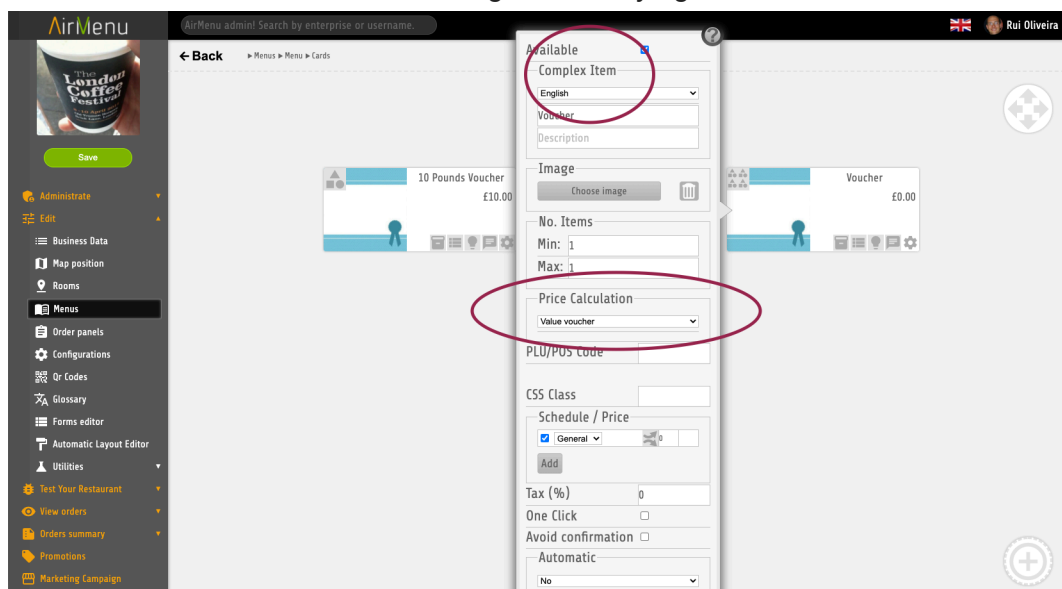 AirMenu
AirMenu admin! Search by enterprise or username.
Rui Oliveira
← Back
▸ Menus ▸ Menu ▸ Cards
The
London
Coffee
Festival
Save
Administrate
Edit
Business Data
Map position
Rooms
Menus
Order panels
Configurations
Qr Codes
Glossary
Forms editor
Automatic Layout Editor
Utilities
Test Your Restaurant
View orders
Orders summary
Promotions
Marketing Campaign
10 Pounds Voucher
£10.00
?
Available
Complex Item
English
Voucher
Description
Image
Choose image
No. Items
Min: 1
Max: 1
Price Calculation
Value voucher
PLU/POS Code
CSS Class
Schedule / Price
General
0
Add
Tax (%) 0
One Click
Avoid confirmation
Automatic
No
Voucher
£0.00